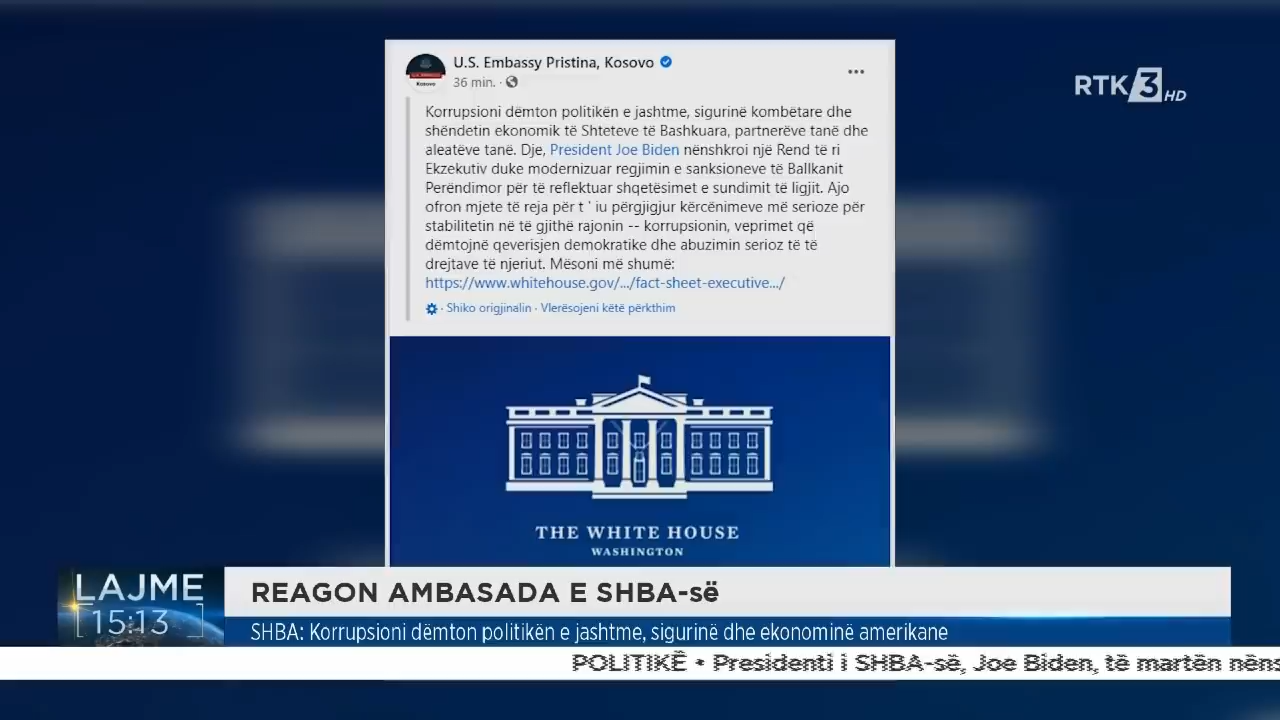 U.S. Embassy Pristina, Kosovo
36 min. ·
Kosovo
RTK 3 HD
Korrupsioni dëmton politikën e jashtme, sigurinë kombëtare dhe
shëndetin ekonomik të Shteteve të Bashkuara, partnerëve tanë dhe
aleatëve tanë. Dje, President Joe Biden nënshkroi një Rend të ri
Ekzekutiv duke modernizuar regjimin e sanksioneve të Ballkanit
Perëndimor për të reflektuar shqetësimet e sundimit të ligjit. Ajo
ofron mjete të reja për t ' iu përgjigjur kërcënimeve më serioze për
stabilitetin në të gjithë rajonin -- korrupsionin, veprimet që
dëmtojnë qeverisjen demokratike dhe abuzimin serioz të të
drejtave të njeriut. Mësoni më shumë:
https://www.whitehouse.gov/.../fact-sheet-executive.../
· Shiko origjinalin · Vlerësojeni këtë përkthim
THE WHITE HOUSE
WASHINGTON
LAJME
15:13
REAGON AMBASADA E SHBA-së
SHBA: Korrupsioni dëmton politikën e jashtme, sigurinë dhe ekonominë amerikane
POLITIKË • Presidenti i SHBA-së, Joe Biden, të martën nëns